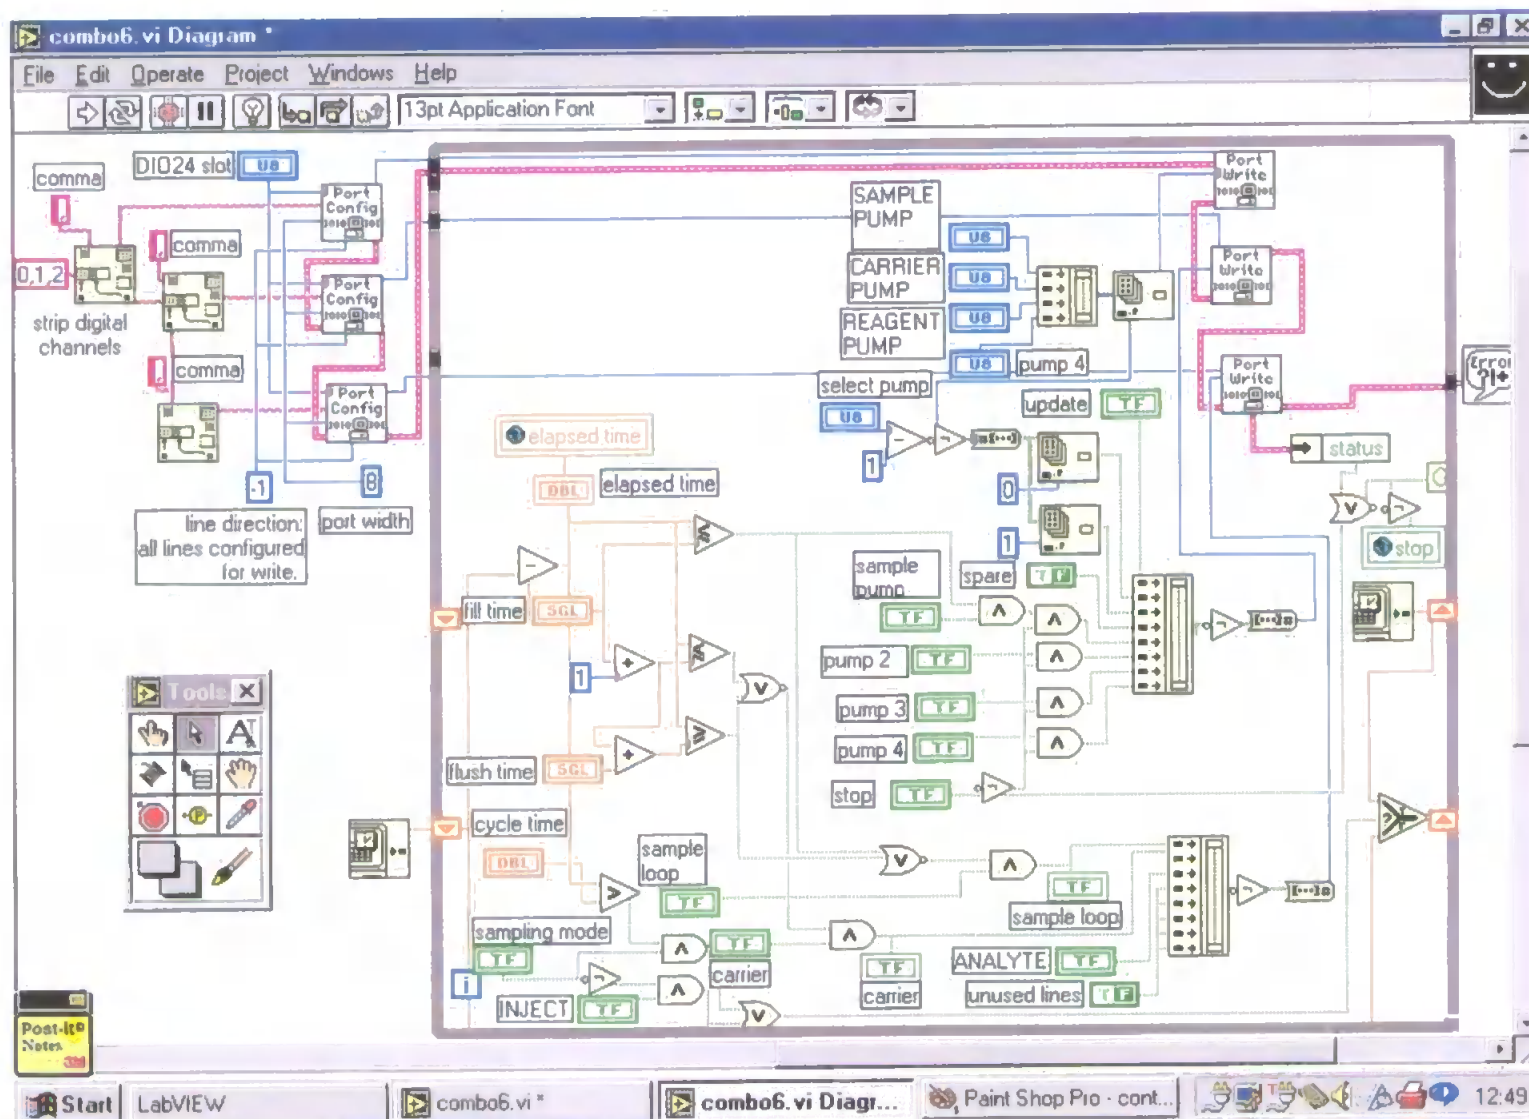 combo6.vi Diagram *
File Edit Operate Project Windows Help
13pt Application Font
DIO24 slot
U8
comma
Port
Config
Port
Write
SAMPLE
PUMP
U8
comma
0,1,2
Port
Config
CARRIER
PUMP
U8
Port
Write
strip digital
channels
REAGENT
PUMP
U8
comma
Port
Config
U8
pump 4
Port
Write
Error
?!+
select pump
U8
update
TF
elapsed time
status
DBL
elapsed time
1
0
-1
8
line direction:
all lines configured
for write.
port width
1
stop
sample
pump
TF
spare
TF
fill time
SGL
pump 2
TF
1
Tools
pump 3
TF
pump 4
TF
flush time
SGL
stop
TF
cycle time
DBL
sample
loop
TF
TF
sample loop
sampling mode
TF
TF
carrier
TF
carrier
ANALYTE
TF
i
INJECT
TF
unused lines
TF
Post-it®
Notes
3M
Start
LabVIEW
combo6.vi *
combo6.vi Diagr...
Paint Shop Pro - cont...
12:49